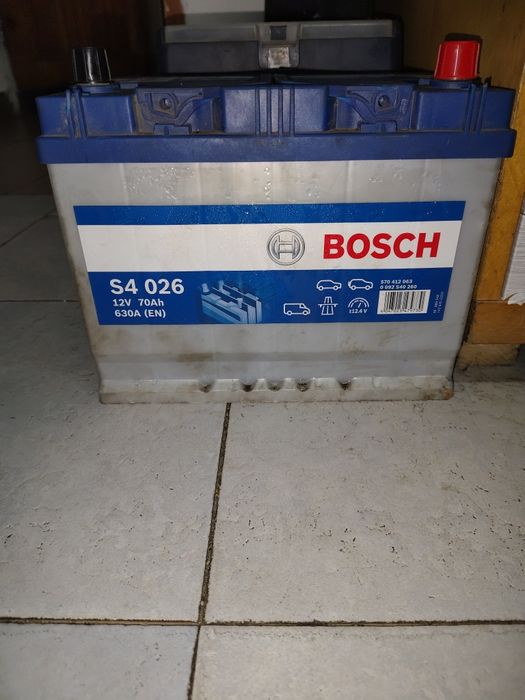 BOSCH
S4 026
12V 70Ah
630A (EN)
570 412 063
0 092 S40 260
≥12.4 V